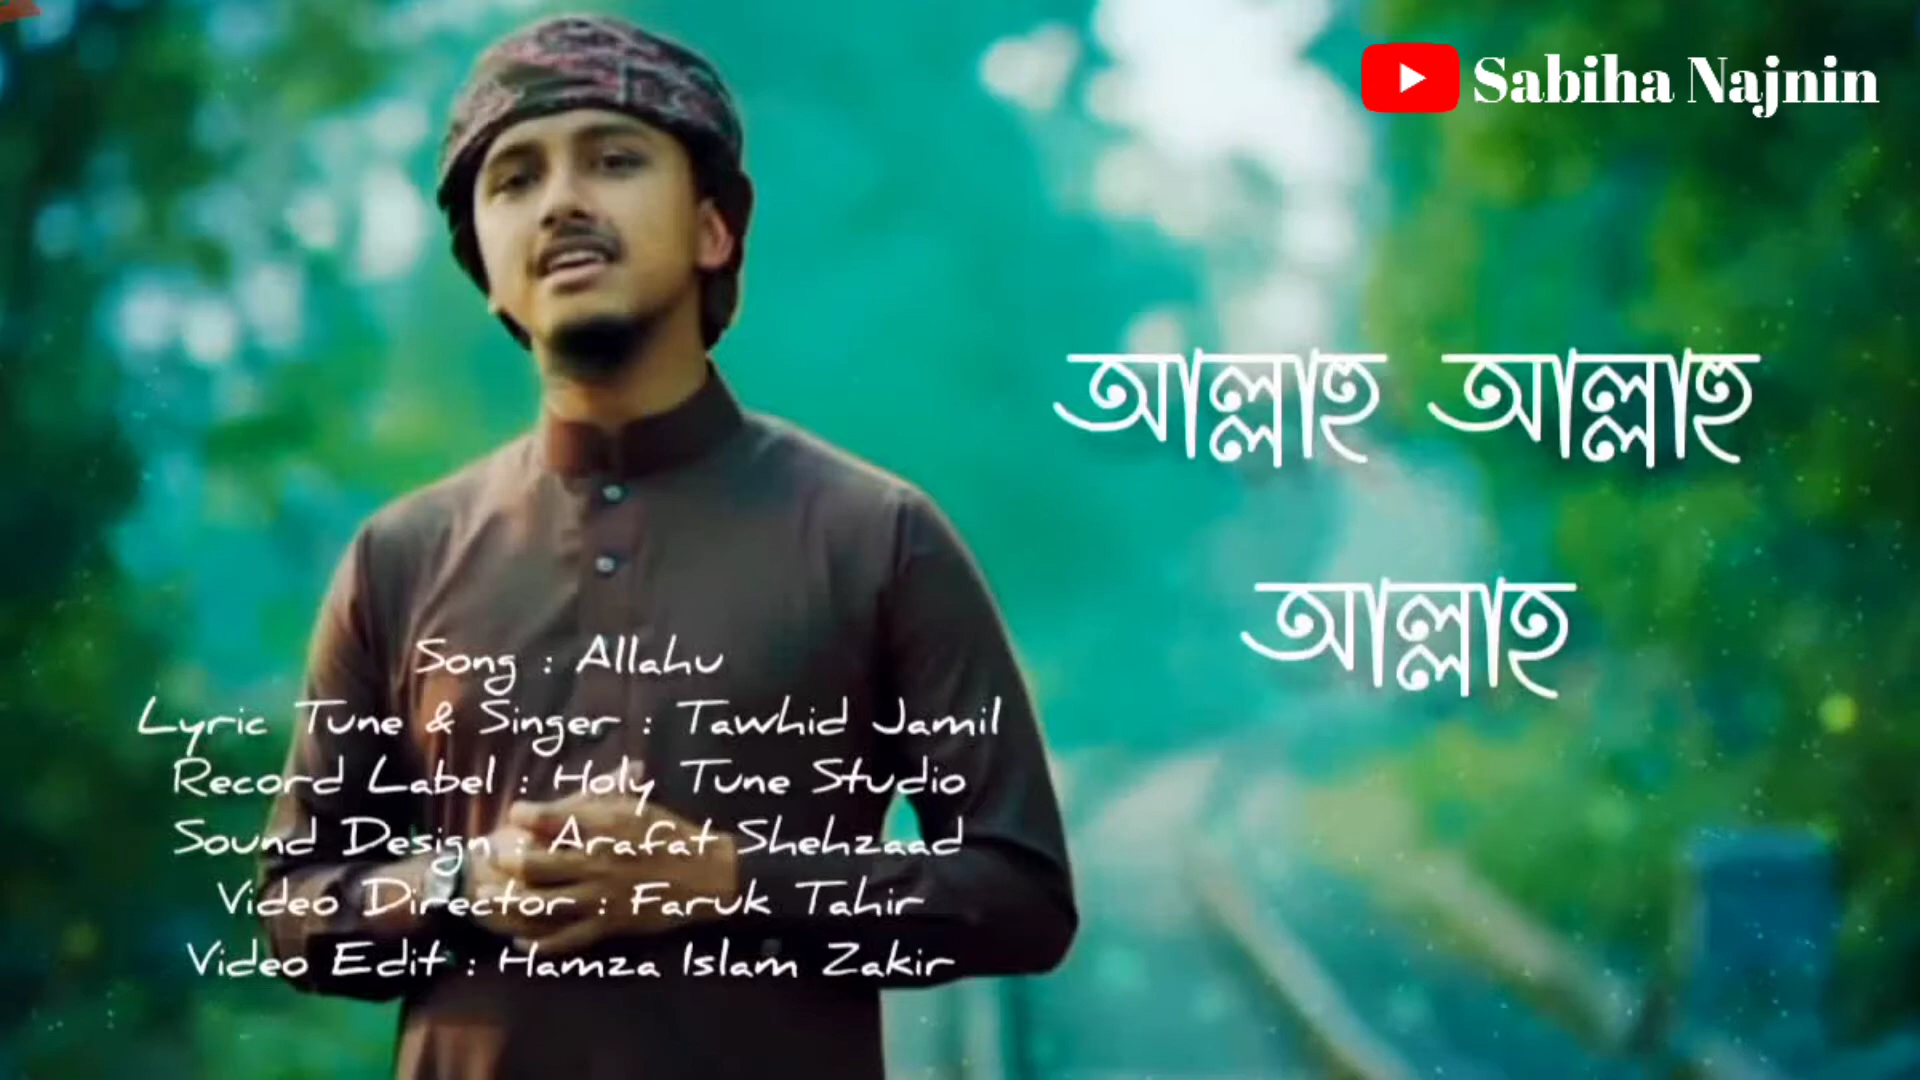 Sabiha Najnin
আল্লাহু আল্লাহু
আল্লাহ
Song : Allahu
Lyric Tune & Singer : Tawhid Jamil
Record Label : Holy Tune Studio
Sound Design : Arafat Shehzaad
Video Director : Faruk Tahir
Video Edit : Hamza Islam Zakir